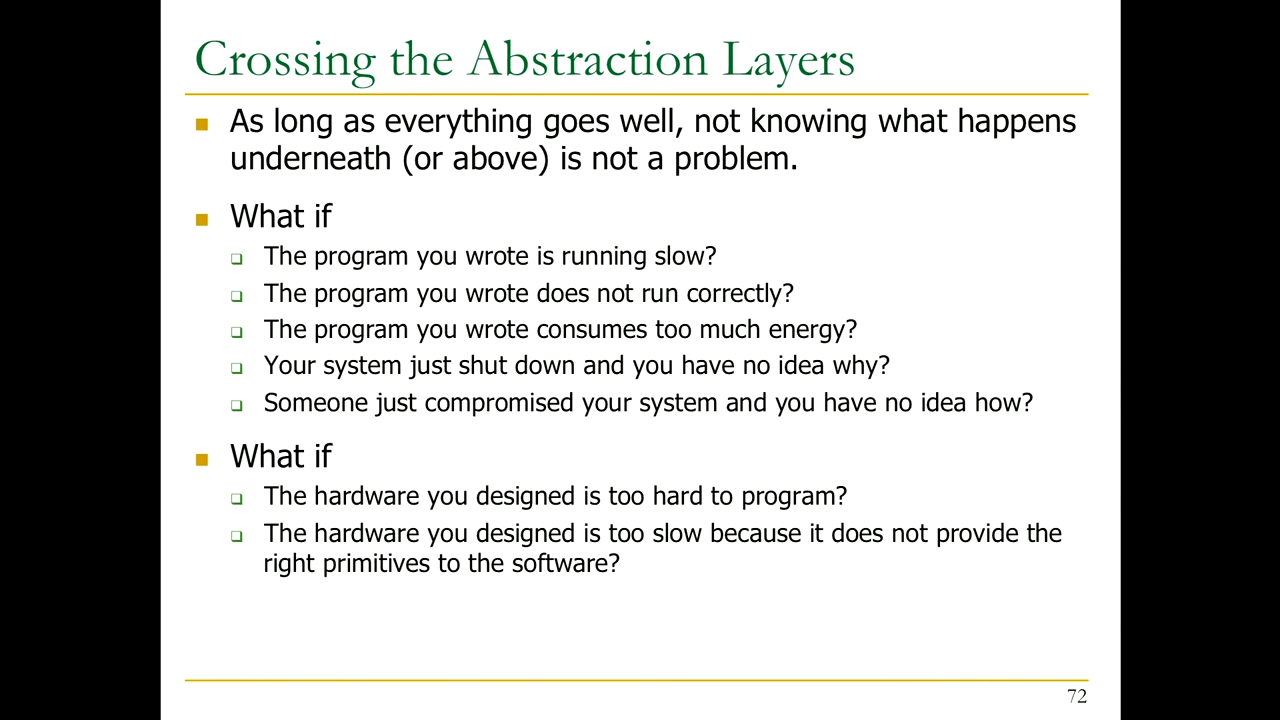 Crossing the Abstraction Layers
As long as everything goes well, not knowing what happens
underneath (or above) is not a problem.
What if
The program you wrote is running slow?
The program you wrote does not run correctly?
The program you wrote consumes too much energy?
Your system just shut down and you have no idea why?
Someone just compromised your system and you have no idea how?
What if
The hardware you designed is too hard to program?
The hardware you designed is too slow because it does not provide the
right primitives to the software?
72